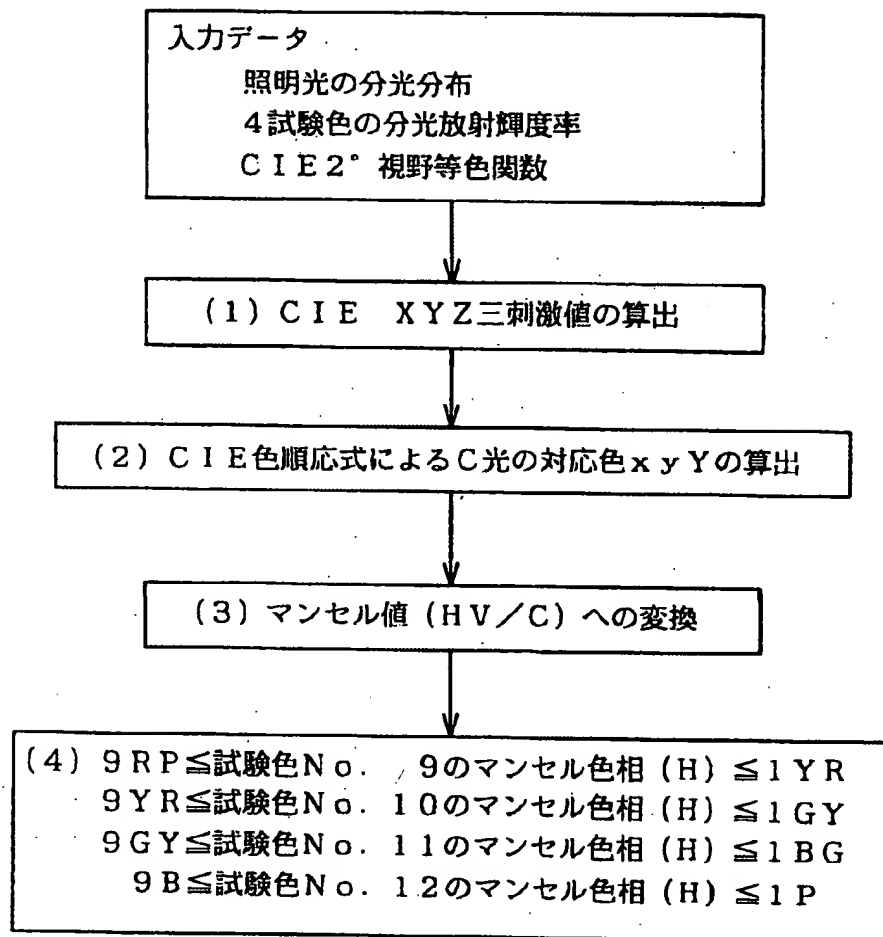 入力データ
照明光の分光分布
4試験色の分光放射輝度率
CIE2°視野等色関数
(1)CIE XYZ三刺激値の算出
(2)CIE色順応式によるC光の対応色xyYの算出
(3)マンセル値(HV/C)への変換
(4)9RP≦試験色No. 9のマンセル色相(H)≦1YR
9YR≦試験色No.10のマンセル色相(H)≦1GY
9GY≦試験色No.11のマンセル色相(H)≦1BG
9B≦試験色No.12のマンセル色相(H)≦1P